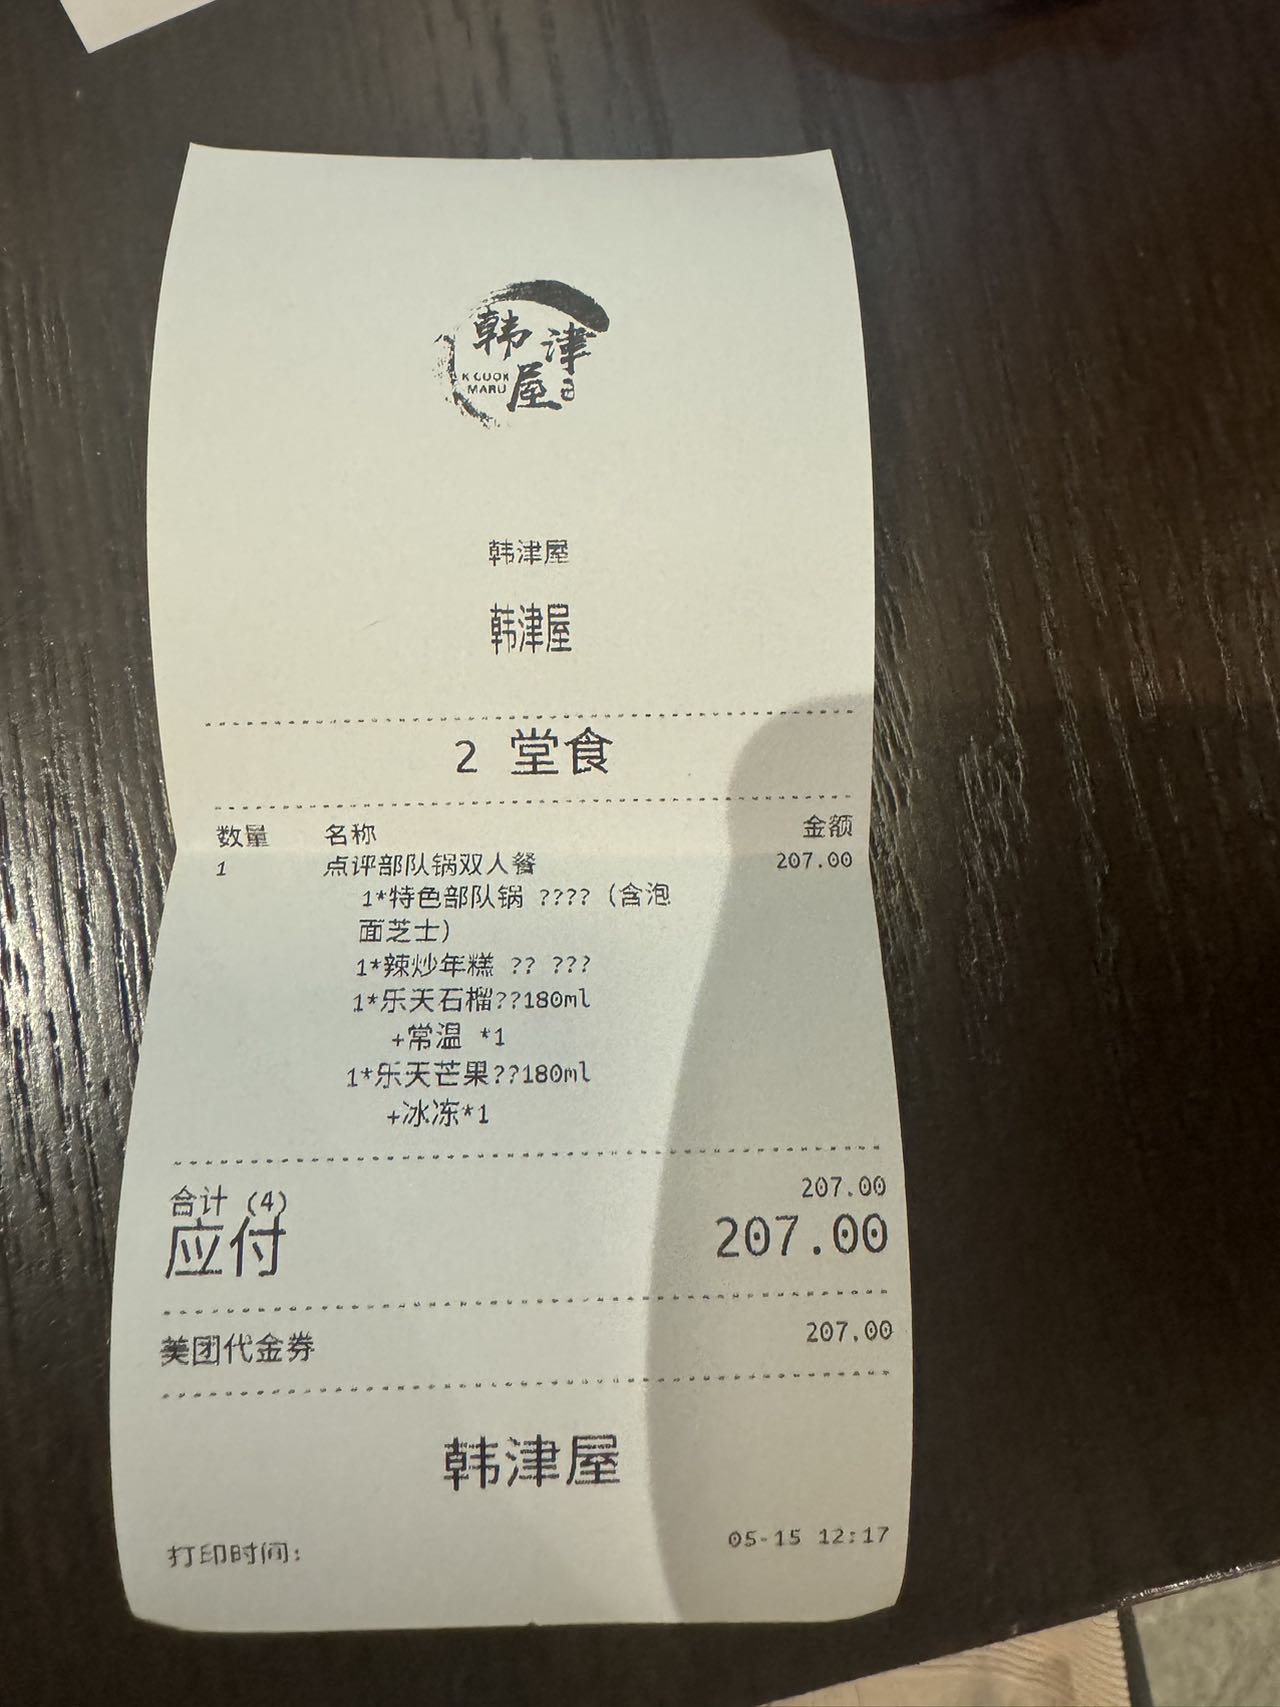 韩津
K COOK
MARU
屋
韩津屋
韩津屋
2 堂食
数量 名称 金额
1 点评部队锅双人餐 207.00
1*特色部队锅 ????（含泡
面芝士）
1*辣炒年糕 ?? ???
1*乐天石榴??180ml
+常温 *1
1*乐天芒果??180ml
+冰冻*1
合计 (4) 207.00
应付 207.00
美团代金券 207.00
韩津屋
打印时间: 05-15 12:17